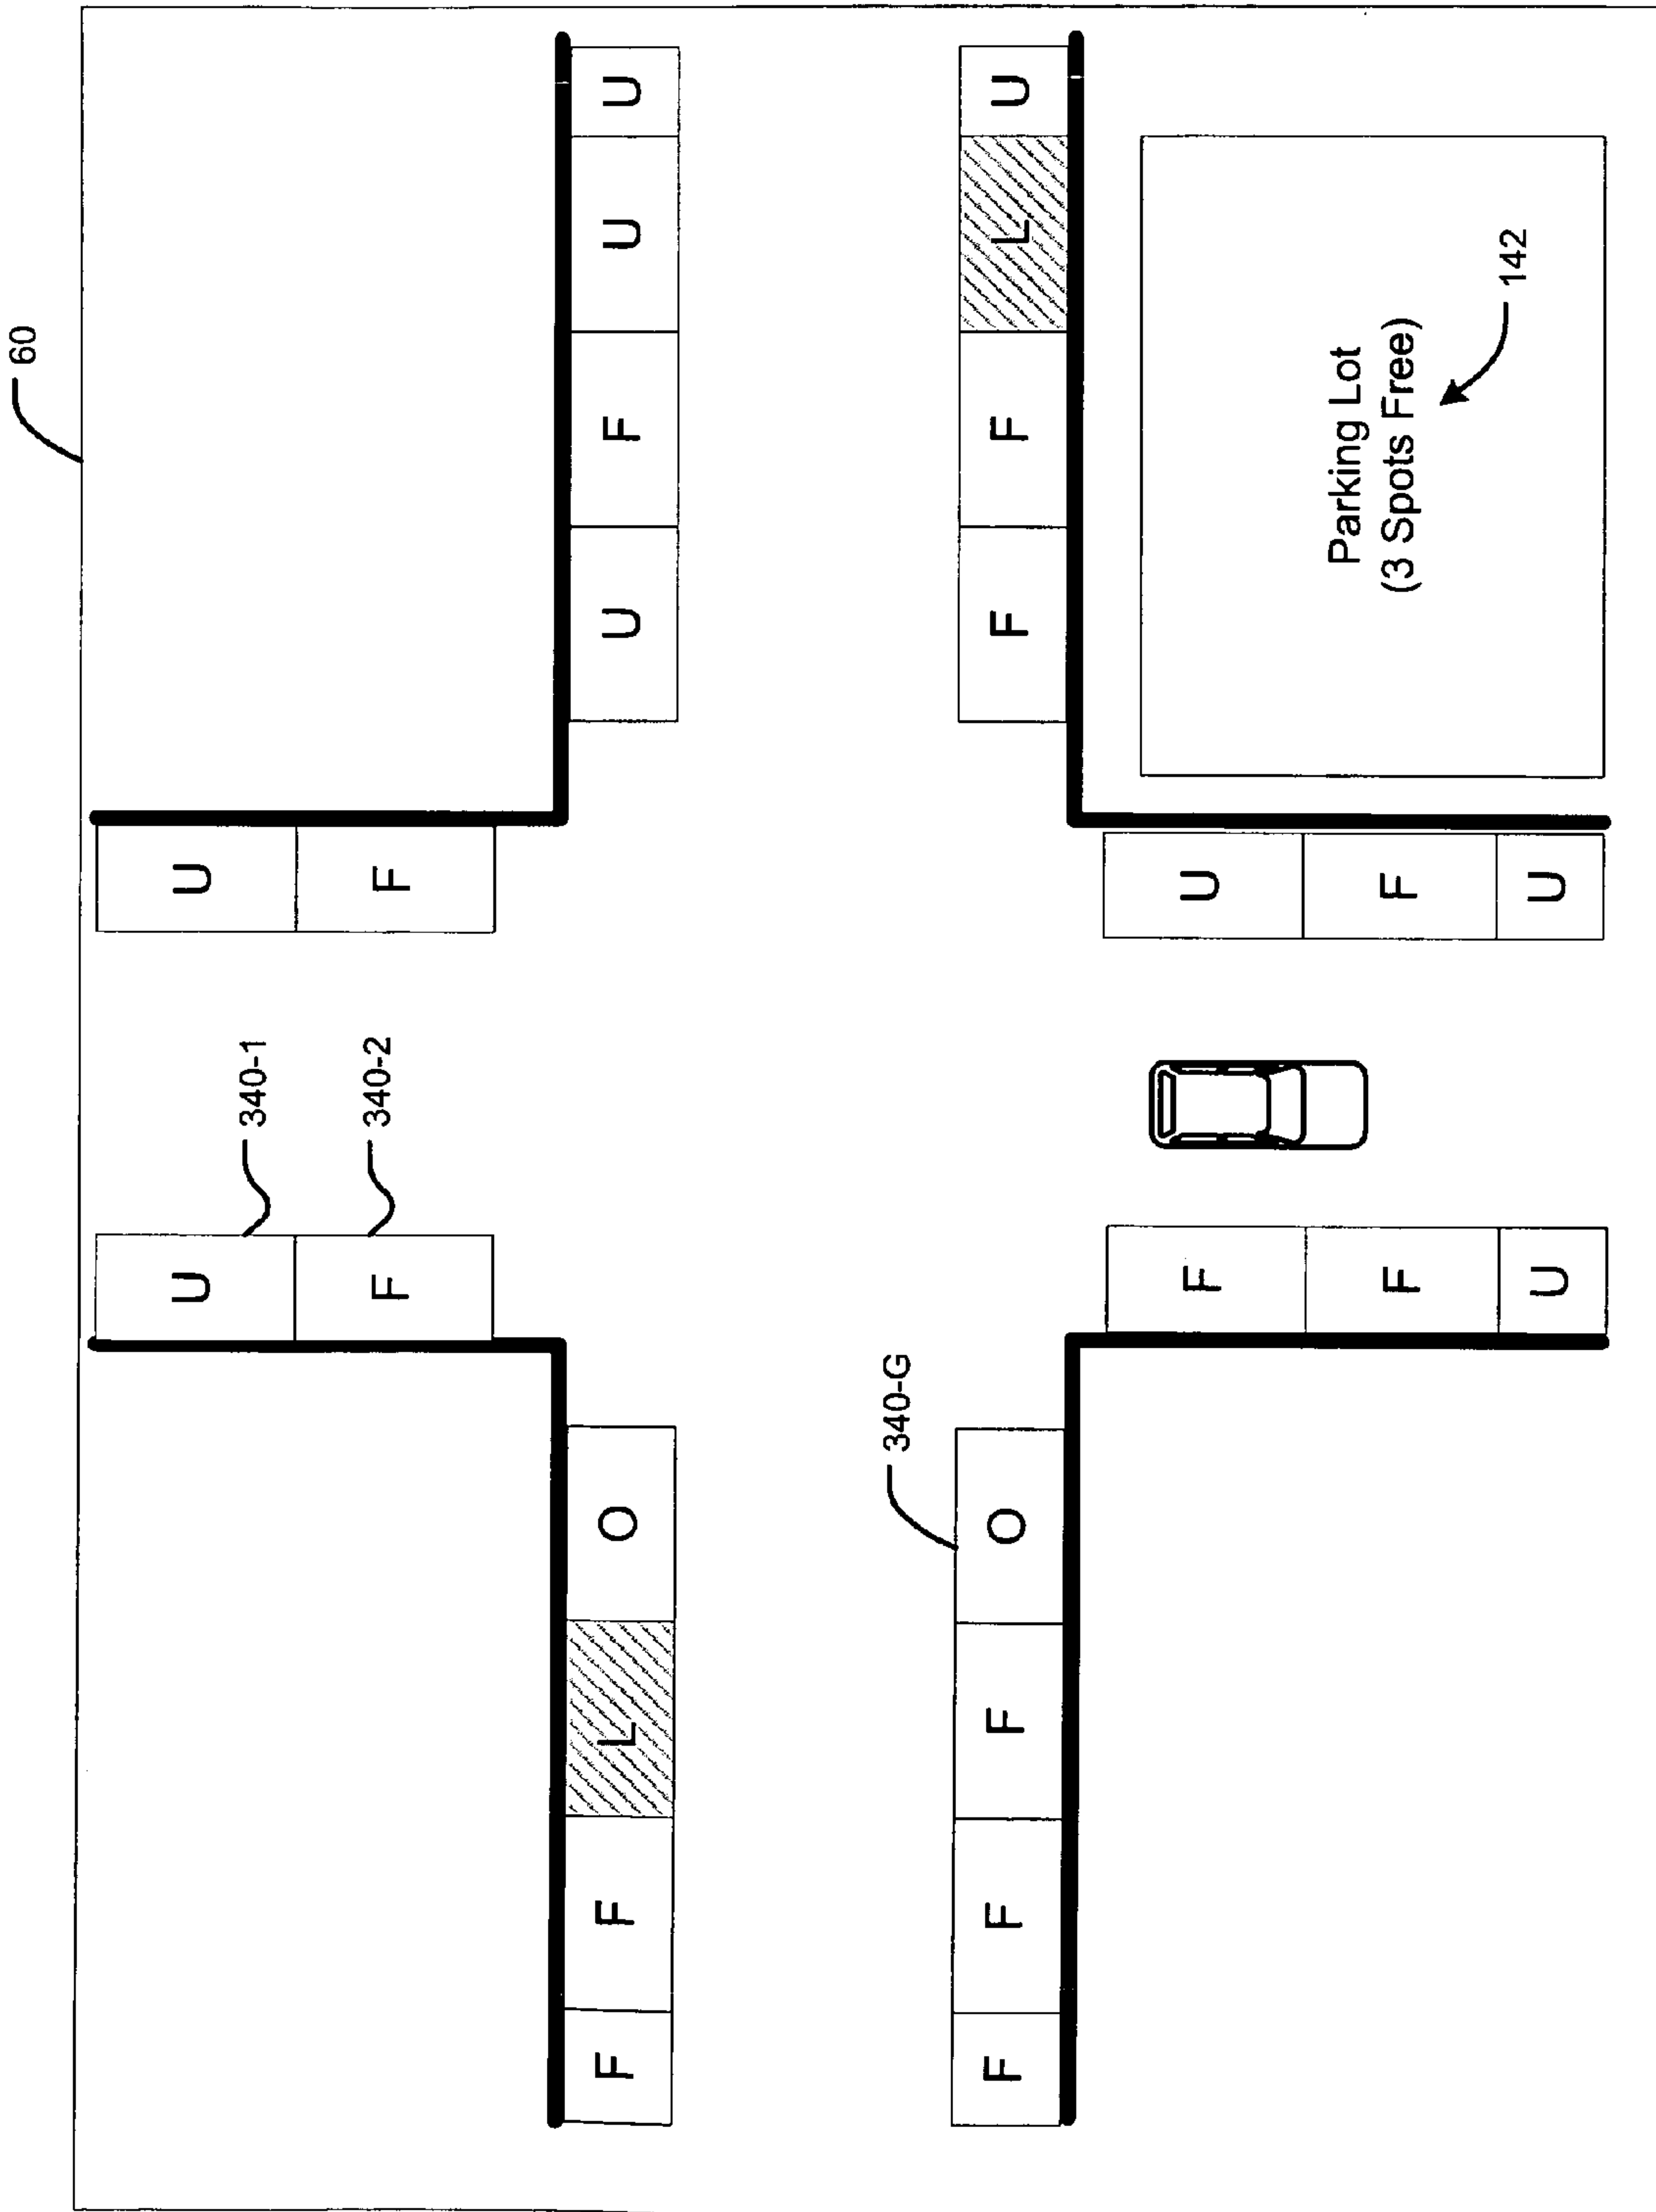 60
U U
340-1
F 340-2 F
F F L O U F U U
340-G
F F F O F F L U
F U
Parking Lot
F F (3 Spots Free)
142
U U